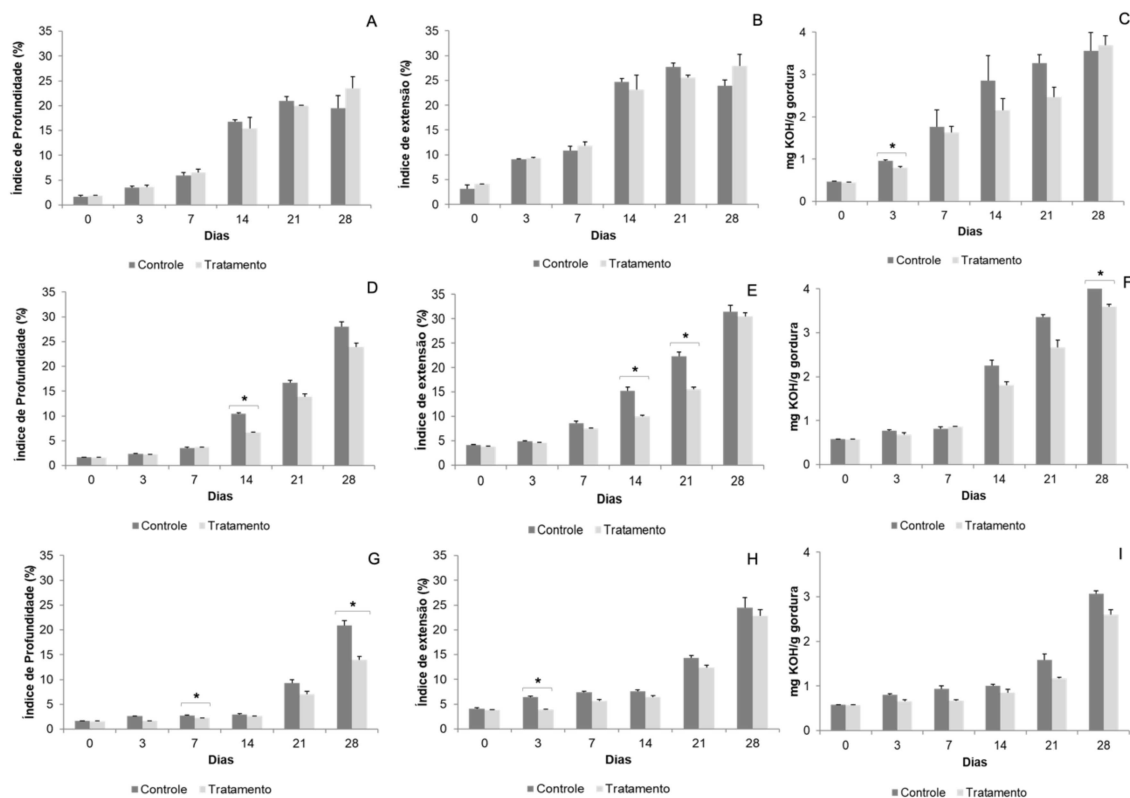 A
Índice de Profundidade (%)
35
30
25
20
15
10
5
0
0 3 7 14 21 28
Dias
Controle Tratamento
B
Índice de extensão (%)
35
30
25
20
15
10
5
0
0 3 7 14 21 28
Dias
Controle Tratamento
C
mg KOH/g gordura
4
3
2
1
0
*
0 3 7 14 21 28
Dias
Controle Tratamento
D
Índice de Profundidade (%)
35
30
25
20
15
10
5
0
*
0 3 7 14 21 28
Dias
Controle Tratamento
E
Índice de extensão (%)
35
30
25
20
15
10
5
0
* *
0 3 7 14 21 28
Dias
Controle Tratamento
F
mg KOH/g gordura
4
3
2
1
0
*
0 3 7 14 21 28
Dias
Controle Tratamento
G
Índice de Profundidade (%)
35
30
25
20
15
10
5
0
* *
0 3 7 14 21 28
Dias
Controle Tratamento
H
Índice de extensão (%)
35
30
25
20
15
10
5
0
*
0 3 7 14 21 28
Dias
Controle Tratamento
I
mg KOH/g gordura
4
3
2
1
0
0 3 7 14 21 28
Dias
Controle Tratamento